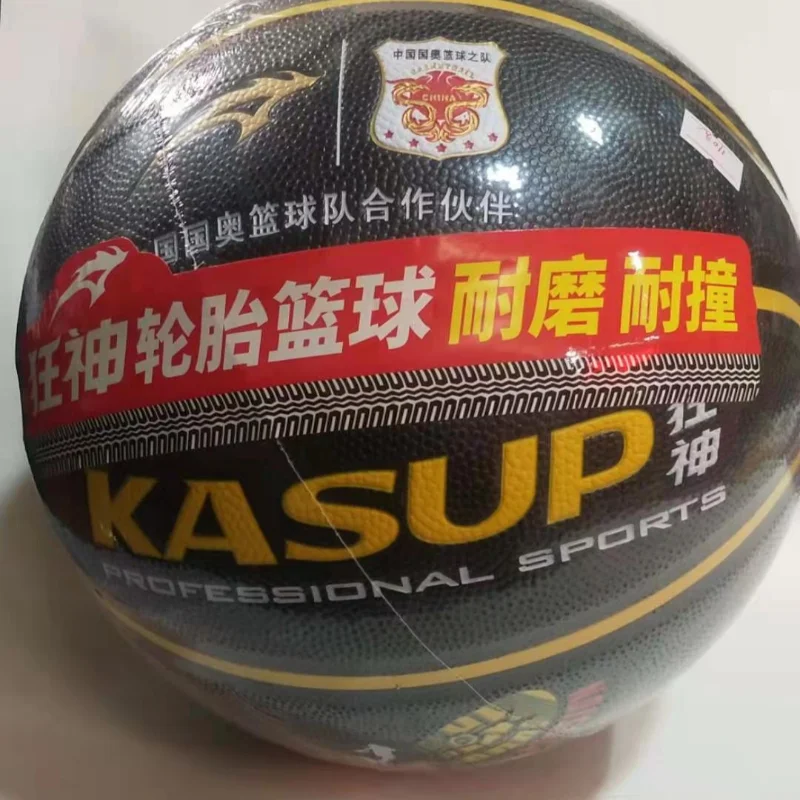 中国国奥篮球之队
CHINA
国国奥篮球队合作伙伴
狂神轮胎篮球 耐磨 耐撞
KASUP 狂神
PROFESSIONAL SPORTS